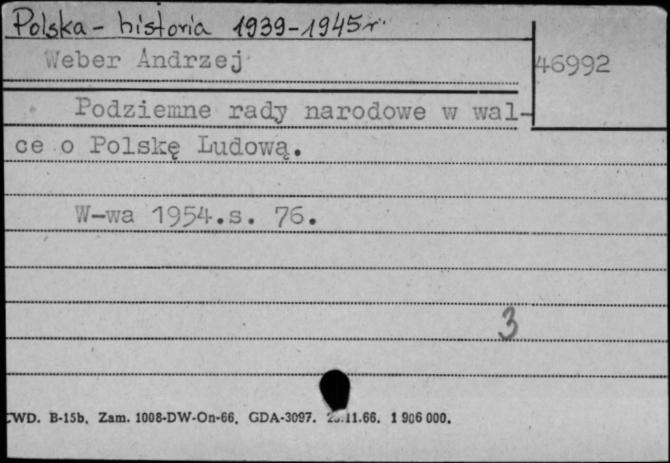 Polska - historia 1939-1945 r.
Weber Andrzej
46992
Podziemne rady narodowe w wal-
ce o Polskę Ludową.
W-wa 1954.s. 76.
3
CWD. B-15b. Zam. 1008-DW-On-66. GDA-3097. 11.66. 1 906 000.